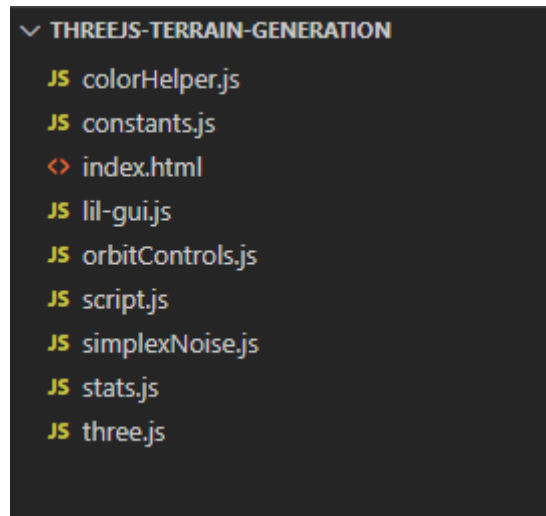 THREEJS-TERRAIN-GENERATION
JS colorHelper.js
JS constants.js
<> index.html
JS lil-gui.js
JS orbitControls.js
JS script.js
JS simplexNoise.js
JS stats.js
JS three.js